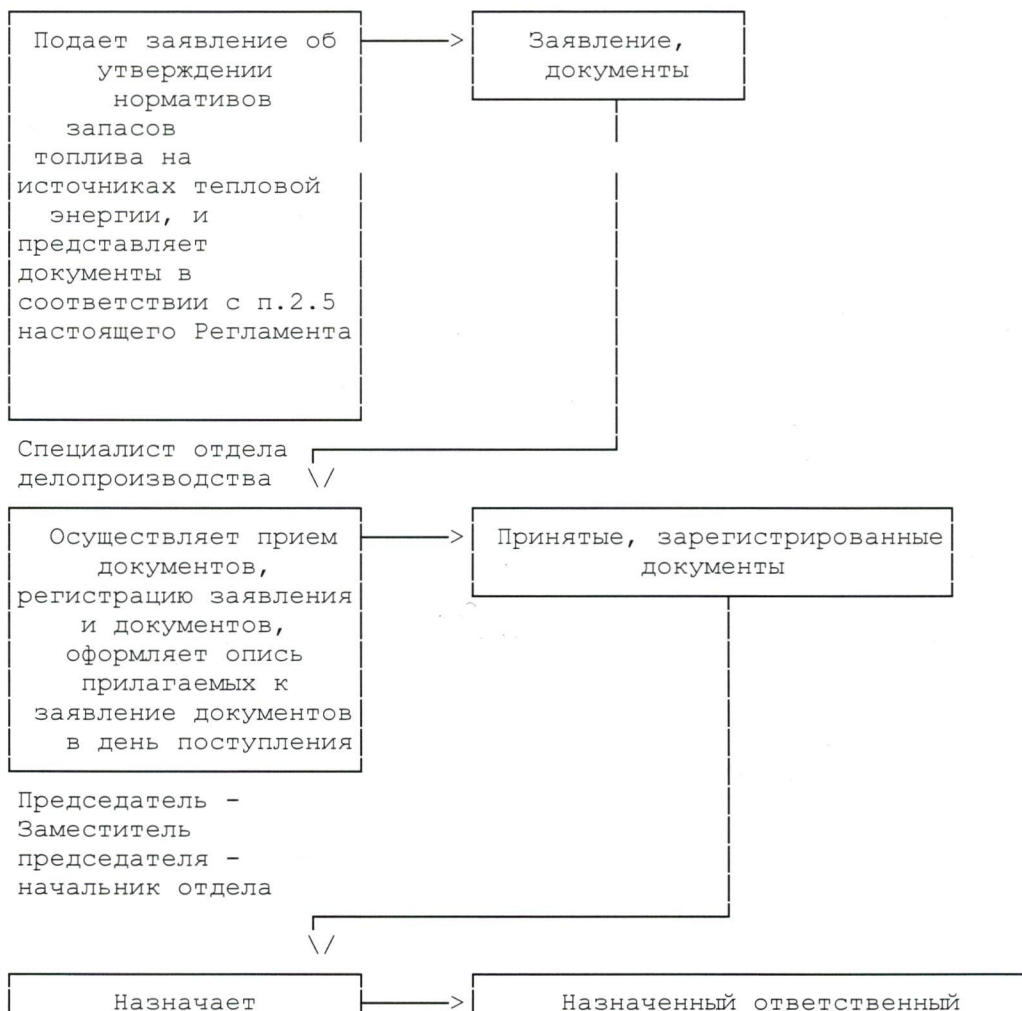 Подает заявление об
утверждении
нормативов
запасов
топлива на
источниках тепловой
энергии, и
представляет
документы в
соответствии с п.2.5
настоящего Регламента
Заявление,
документы
Специалист отдела
делопроизводства
Осуществляет прием
документов,
регистрацию заявления
и документов,
оформляет опись
прилагаемых к
заявление документов
в день поступления
Принятые, зарегистрированные
документы
Председатель -
Заместитель
председателя -
начальник отдела
Назначает
Назначенный ответственный